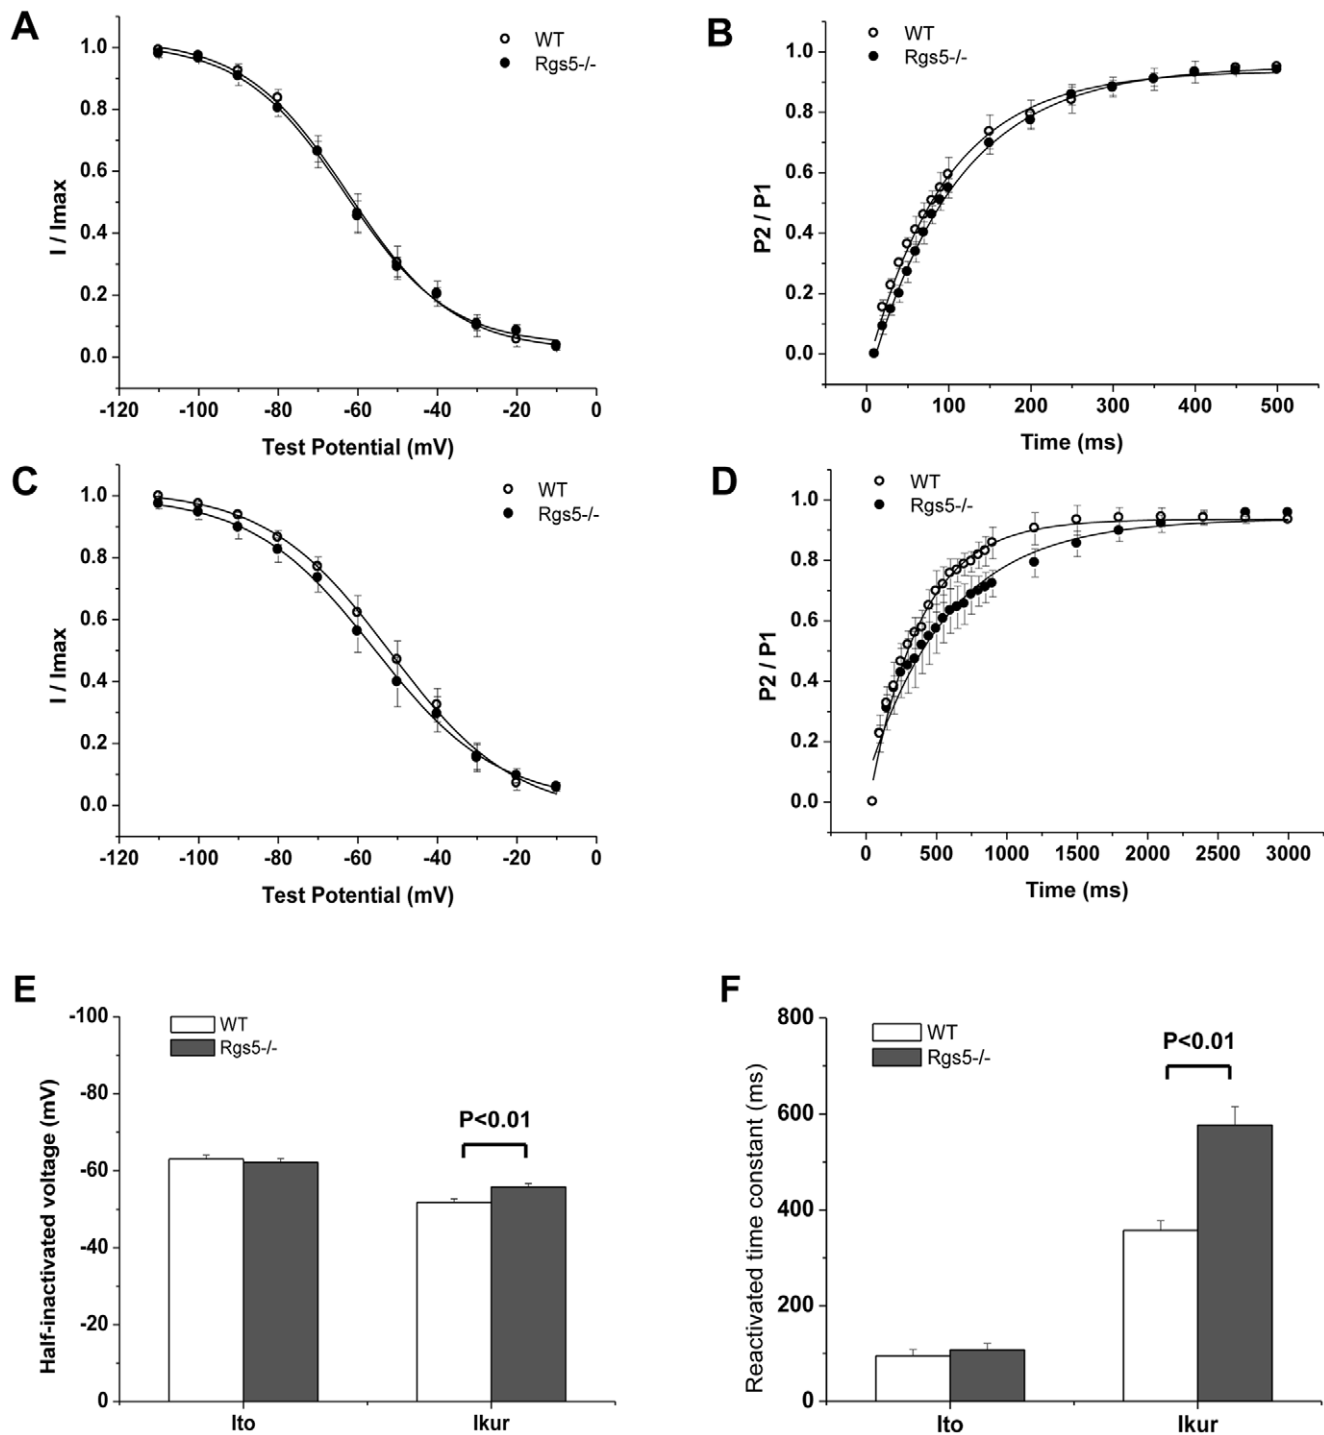 A
WT
Rgs5-/-
1.0
0.8
0.6
0.4
0.2
0.0
I / Imax
-120 -100 -80 -60 -40 -20 0
Test Potential (mV)
B
WT
Rgs5-/-
1.0
0.8
0.6
0.4
0.2
0.0
P2 / P1
0 100 200 300 400 500
Time (ms)
C
WT
Rgs5-/-
1.0
0.8
0.6
0.4
0.2
0.0
I / Imax
-120 -100 -80 -60 -40 -20 0
Test Potential (mV)
D
WT
Rgs5-/-
1.0
0.8
0.6
0.4
0.2
0.0
P2 / P1
0 500 1000 1500 2000 2500 3000
Time (ms)
E
WT
Rgs5-/-
P<0.01
-100
-80
-60
-40
-20
0
Half-inactivated voltage (mV)
Ito Ikur
F
WT
Rgs5-/-
P<0.01
800
600
400
200
0
Reactivated time constant (ms)
Ito Ikur